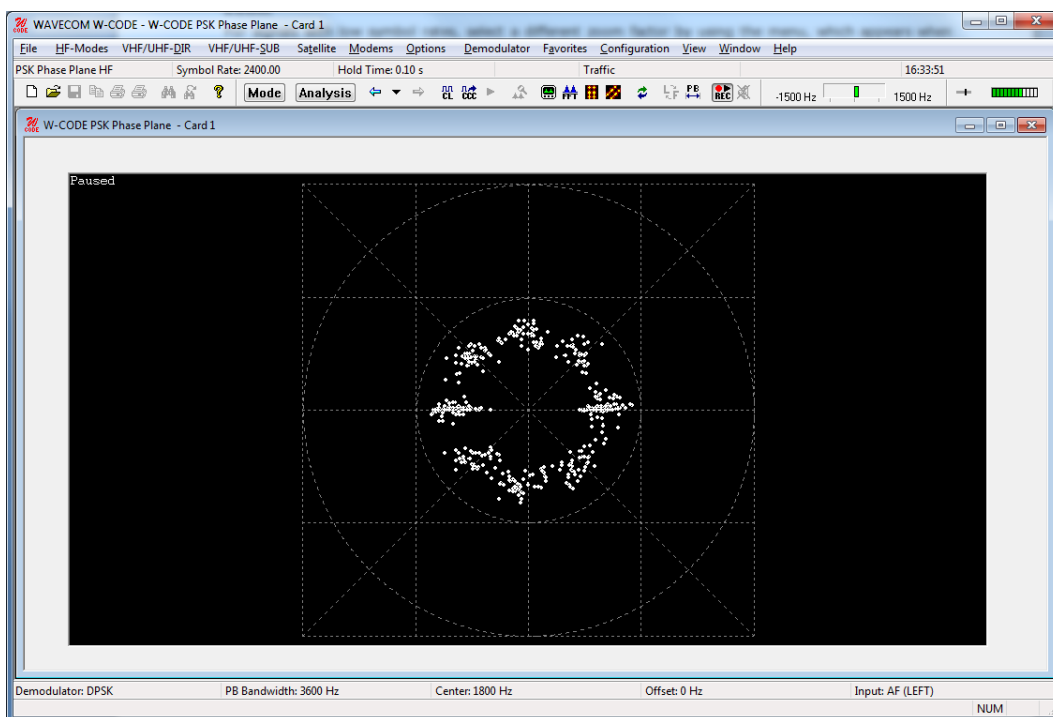 WAVECOM W-CODE - W-CODE PSK Phase Plane - Card 1
File HF-Modes VHF/UHF-DIR VHF/UHF-SUB Satellite Modems Options Demodulator Favorites Configuration View Window Help
PSK Phase Plane HF Symbol Rate: 2400.00 Hold Time: 0.10 s Traffic 16:33:51
Mode Analysis CL CCC L F PB REC -1500 Hz 1500 Hz
W-CODE PSK Phase Plane - Card 1
Paused
Demodulator: DPSK PB Bandwidth: 3600 Hz Center: 1800 Hz Offset: 0 Hz Input: AF (LEFT)
NUM